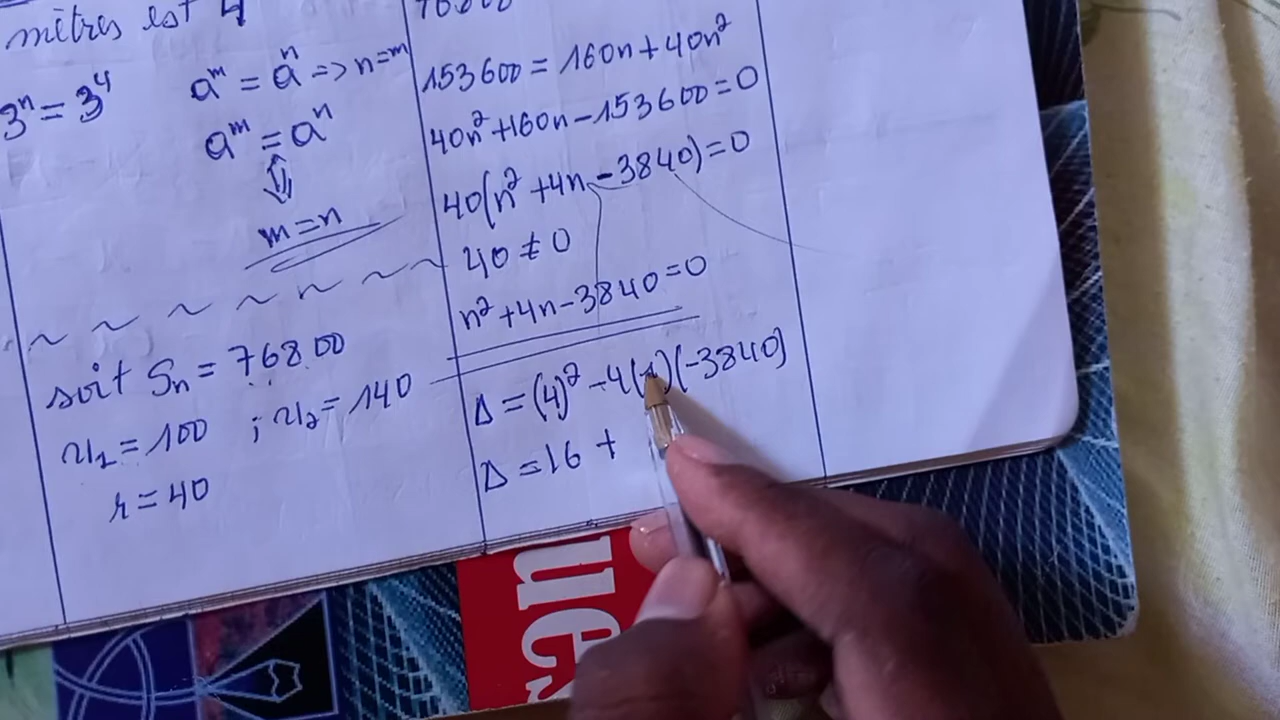 mètres est 4
3ⁿ = 3⁴
aᵐ = aⁿ => n=m
aᵐ = aⁿ
⇕
m=n
soit Sₙ = 76800
u₁ = 100 ; u₂ = 140
r = 40
153600 = 160n + 40n²
40n² + 160n - 153600 = 0
40(n² + 4n - 3840) = 0
40 ≠ 0
n² + 4n - 3840 = 0
Δ = (4)² - 4(1)(-3840)
Δ = 16 +